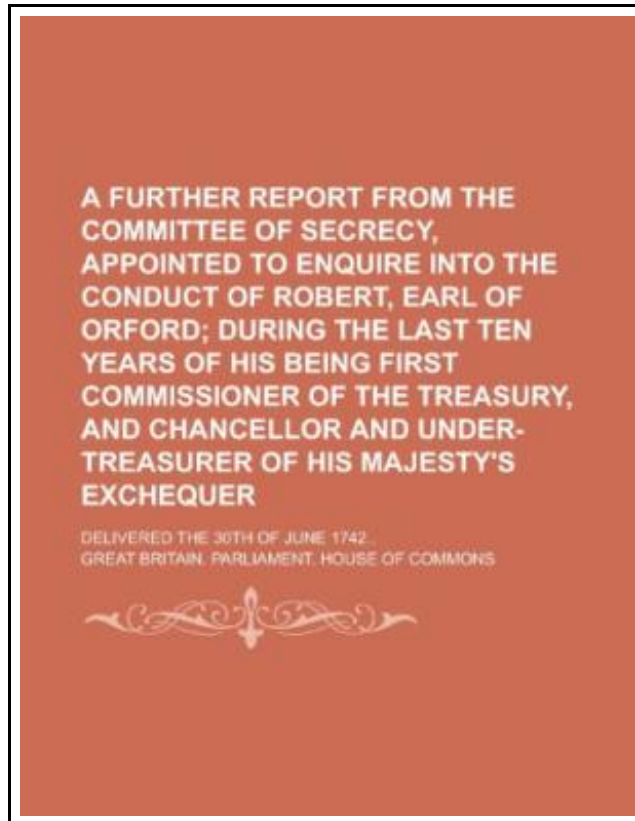 A FURTHER REPORT FROM THE
COMMITTEE OF SECRECY,
APPOINTED TO ENQUIRE INTO THE
CONDUCT OF ROBERT, EARL OF
ORFORD; DURING THE LAST TEN
YEARS OF HIS BEING FIRST
COMMISSIONER OF THE TREASURY,
AND CHANCELLOR AND UNDER-
TREASURER OF HIS MAJESTY'S
EXCHEQUER
DELIVERED THE 30TH OF JUNE 1742..
GREAT BRITAIN. PARLIAMENT. HOUSE OF COMMONS